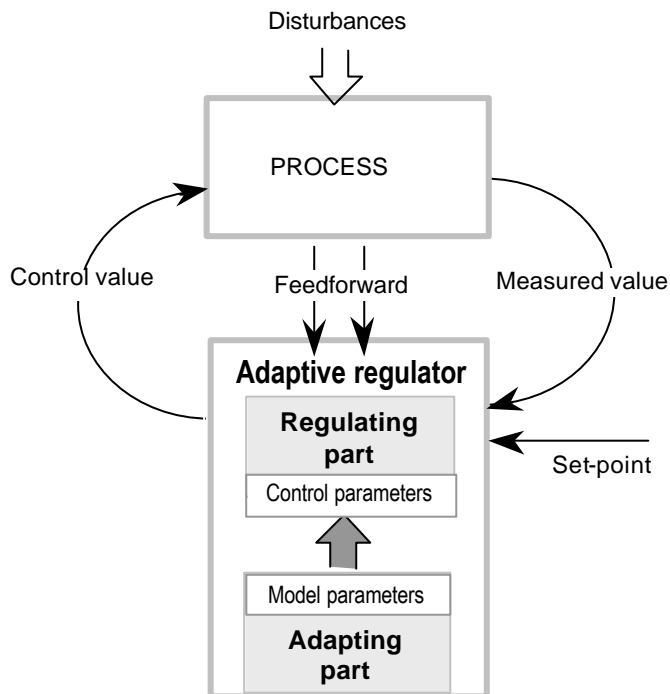 Disturbances
PROCESS
Control value
Feedforward
Measured value
Adaptive regulator
Regulating
part
Control parameters
Set-point
Model parameters
Adapting
part